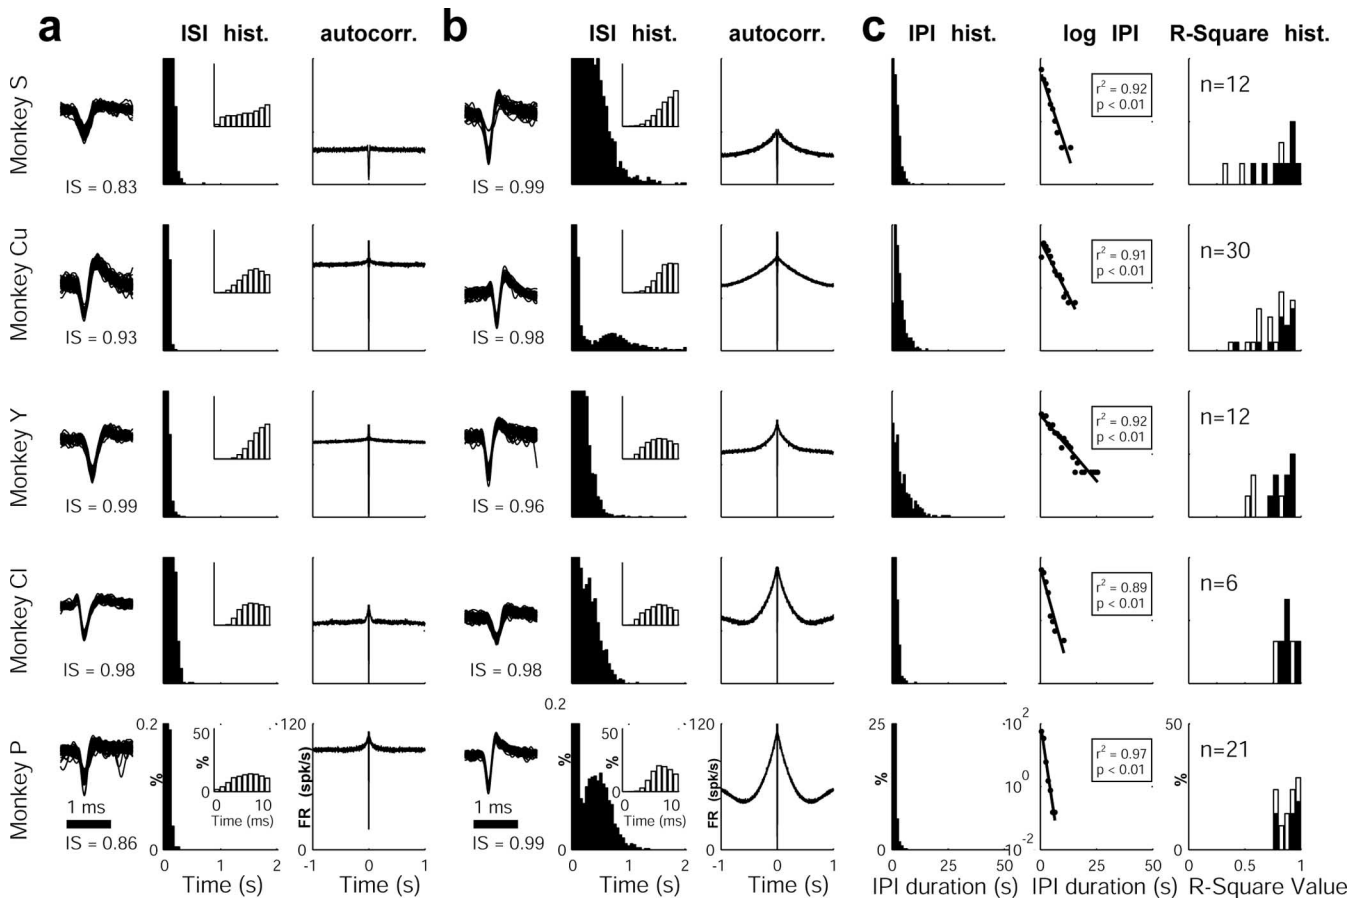 a ISI hist. autocorr. b ISI hist. autocorr. c IPI hist. log IPI R-Square hist.
Monkey S
IS = 0.83
IS = 0.99
r² = 0.92
p < 0.01
n=12
Monkey Cu
IS = 0.93
IS = 0.98
r² = 0.91
p < 0.01
n=30
Monkey Y
IS = 0.99
IS = 0.96
r² = 0.92
p < 0.01
n=12
Monkey Cl
IS = 0.98
IS = 0.98
r² = 0.89
p < 0.01
n=6
Monkey P
1 ms
IS = 0.86
0.2
%
0
0 1 2
Time (s)
50
%
0
0 10
Time (ms)
120
FR (spk/s)
0
-1 0 1
Time (s)
1 ms
IS = 0.99
0.2
%
0
0 1 2
Time (s)
50
%
0
0 10
Time (ms)
120
FR (spk/s)
0
-1 0 1
Time (s)
25
%
0
0 50
IPI duration (s)
10²
10⁰
10⁻²
r² = 0.97
p < 0.01
0 25 50
IPI duration (s)
50
%
0
n=21
0 0.5 1
R-Square Value